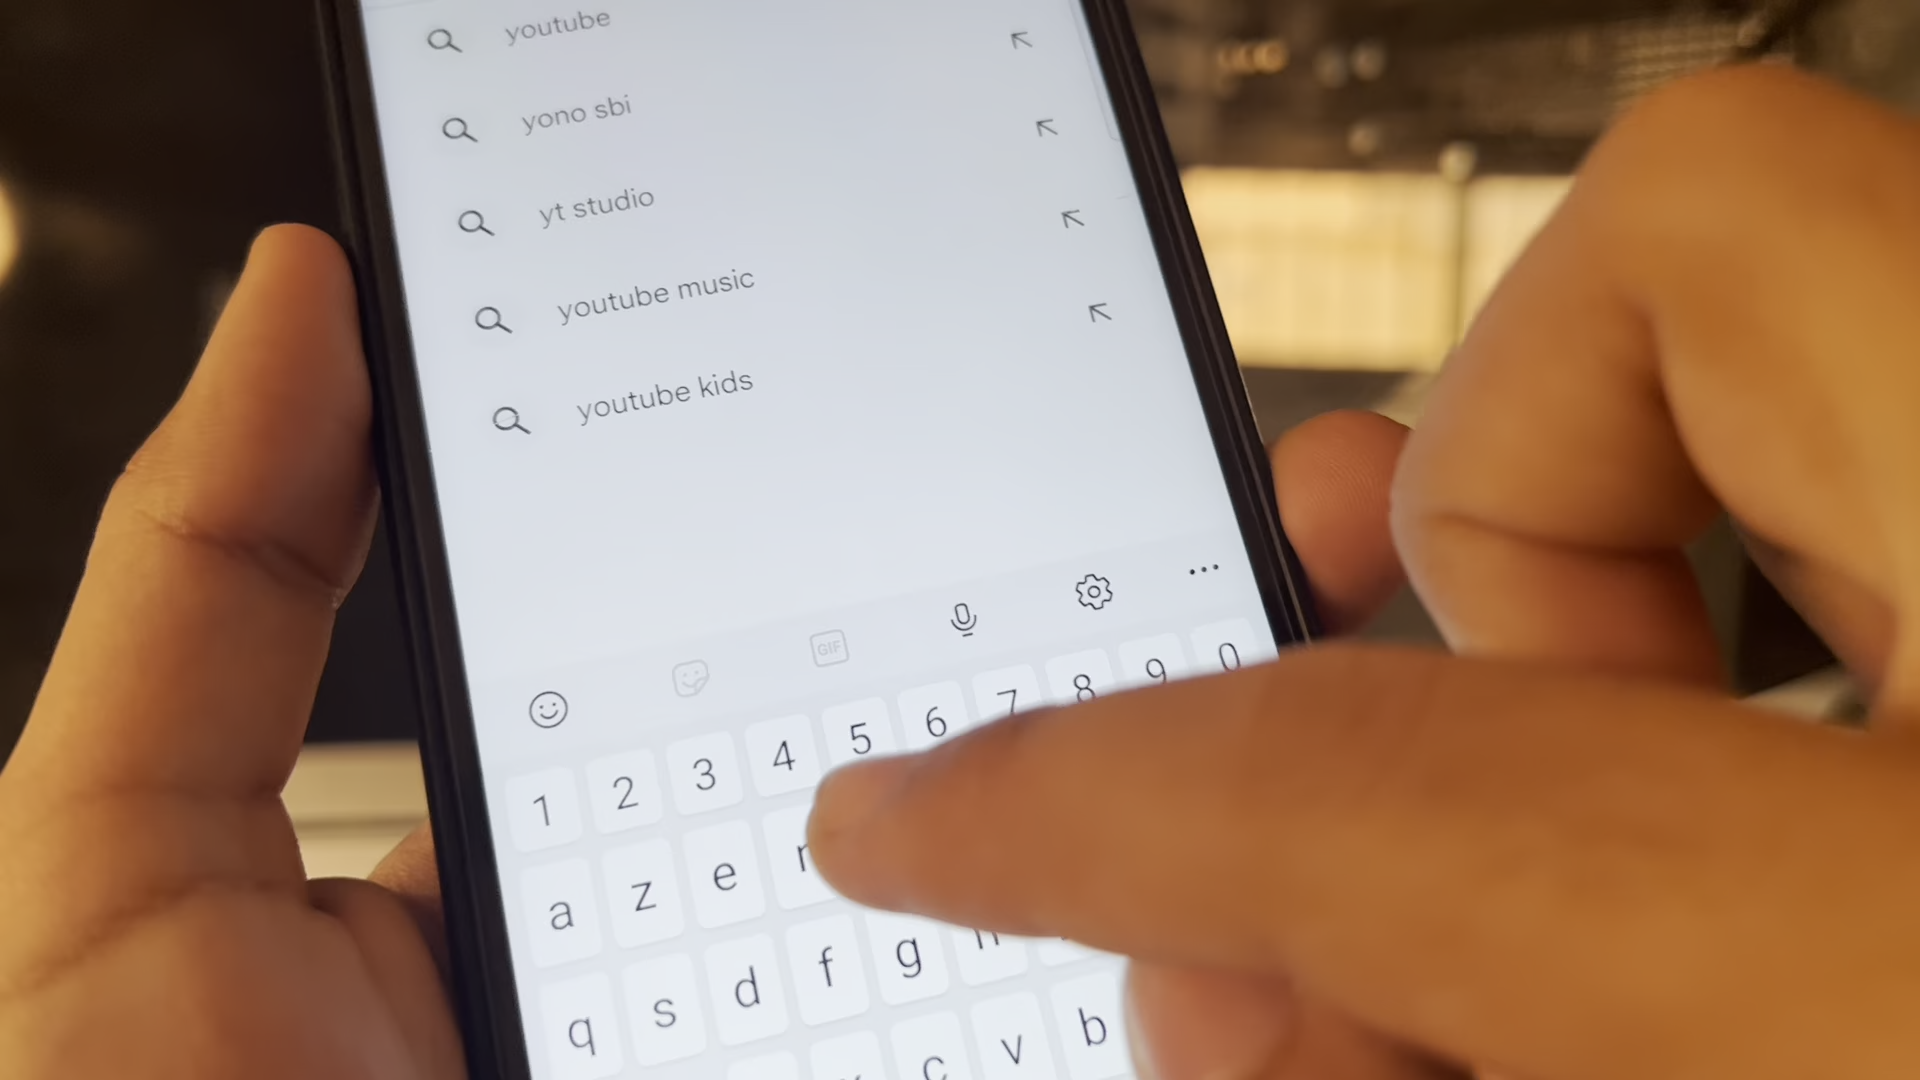 youtube
yono sbi
yt studio
youtube music
youtube kids
GIF
1 2 3 4 5 6 7 8 9 0
a z e r
q s d f g h
c v b